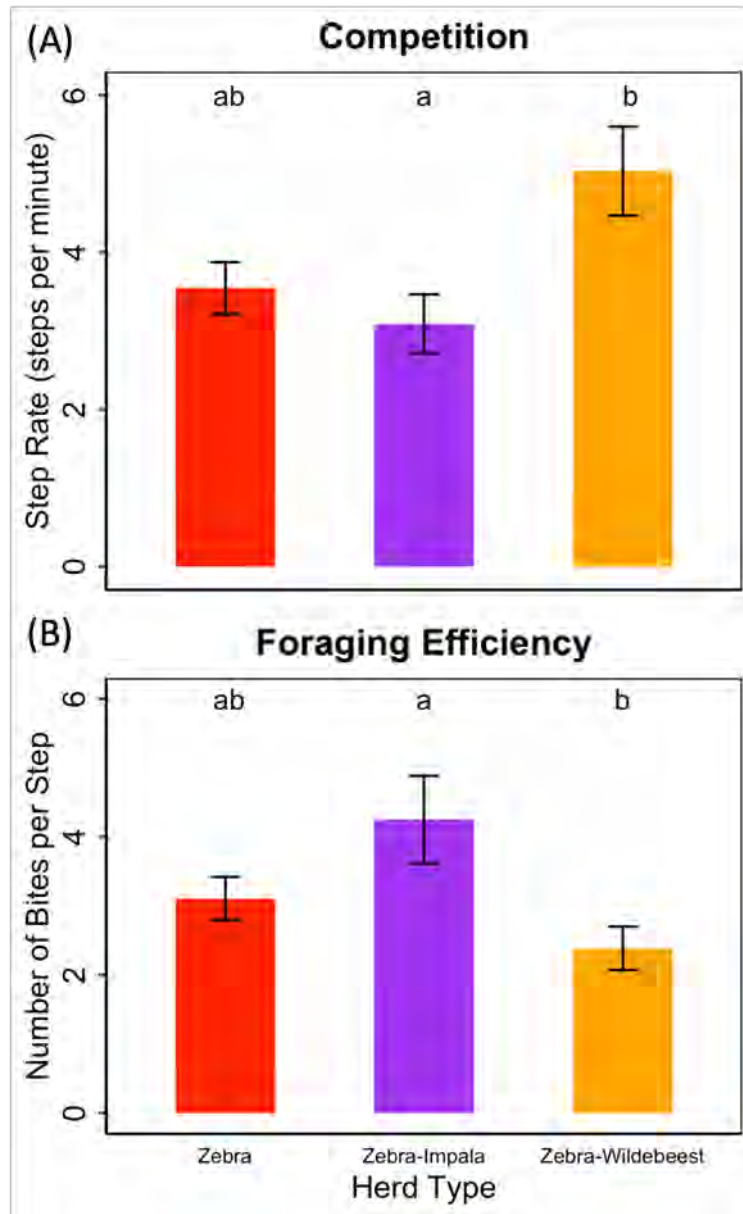 (A)
Competition
Step Rate (steps per minute)
6
4
2
0
ab a b
(B)
Foraging Efficiency
Number of Bites per Step
6
4
2
0
ab a b
Zebra Zebra-Impala Zebra-Wildebeest
Herd Type